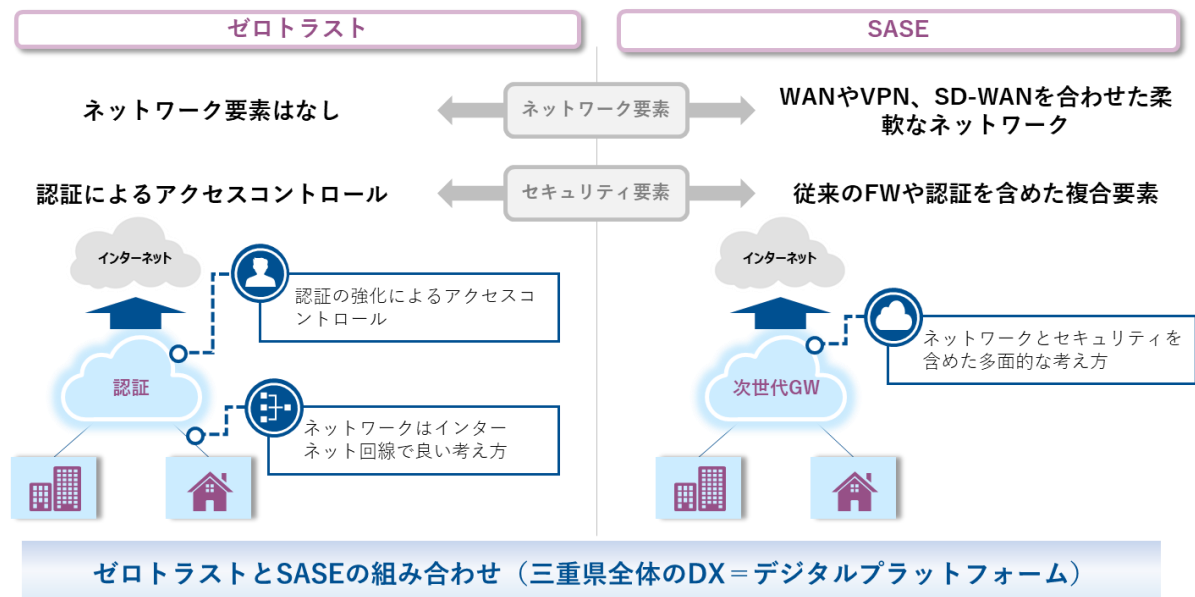 ゼロトラスト
SASE
ネットワーク要素はなし
ネットワーク要素
WANやVPN、SD-WANを合わせた柔
軟なネットワーク
認証によるアクセスコントロール
セキュリティ要素
従来のFWや認証を含めた複合要素
インターネット
認証の強化によるアクセスコ
ントロール
認証
ネットワークはインター
ネット回線で良い考え方
インターネット
ネットワークとセキュリティを
含めた多面的な考え方
次世代GW
ゼロトラストとSASEの組み合わせ（三重県全体のDX＝デジタルプラットフォーム）